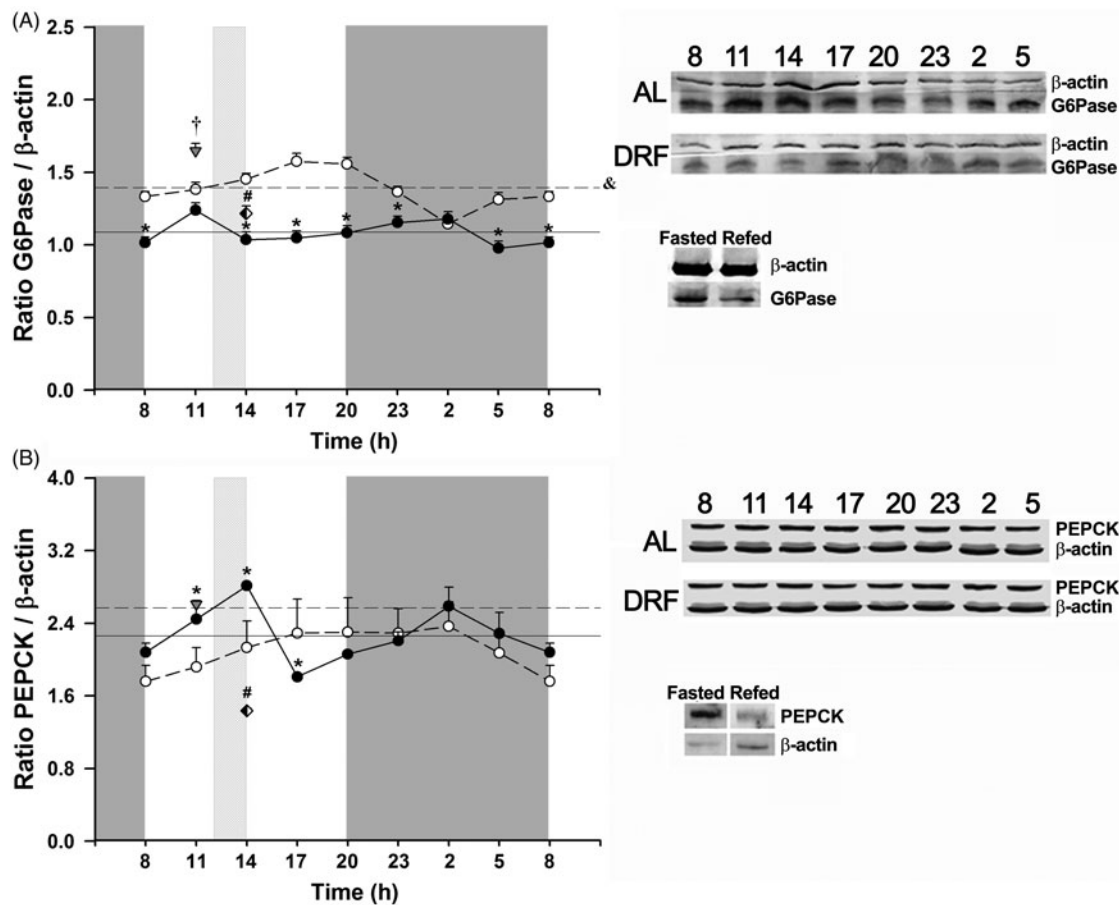 (A)
Ratio G6Pase / β-actin
2.5
2.0
1.5
1.0
0.5
0.0
†
#
* * * * * * *
&
8 11 14 17 20 23 2 5 8
Time (h)
8 11 14 17 20 23 2 5
AL
β-actin
G6Pase
DRF
β-actin
G6Pase
Fasted Refed
β-actin
G6Pase
(B)
Ratio PEPCK / β-actin
4.0
3.2
2.4
1.6
0.8
0.0
* * *
#
8 11 14 17 20 23 2 5 8
Time (h)
8 11 14 17 20 23 2 5
AL
PEPCK
β-actin
DRF
PEPCK
β-actin
Fasted Refed
PEPCK
β-actin